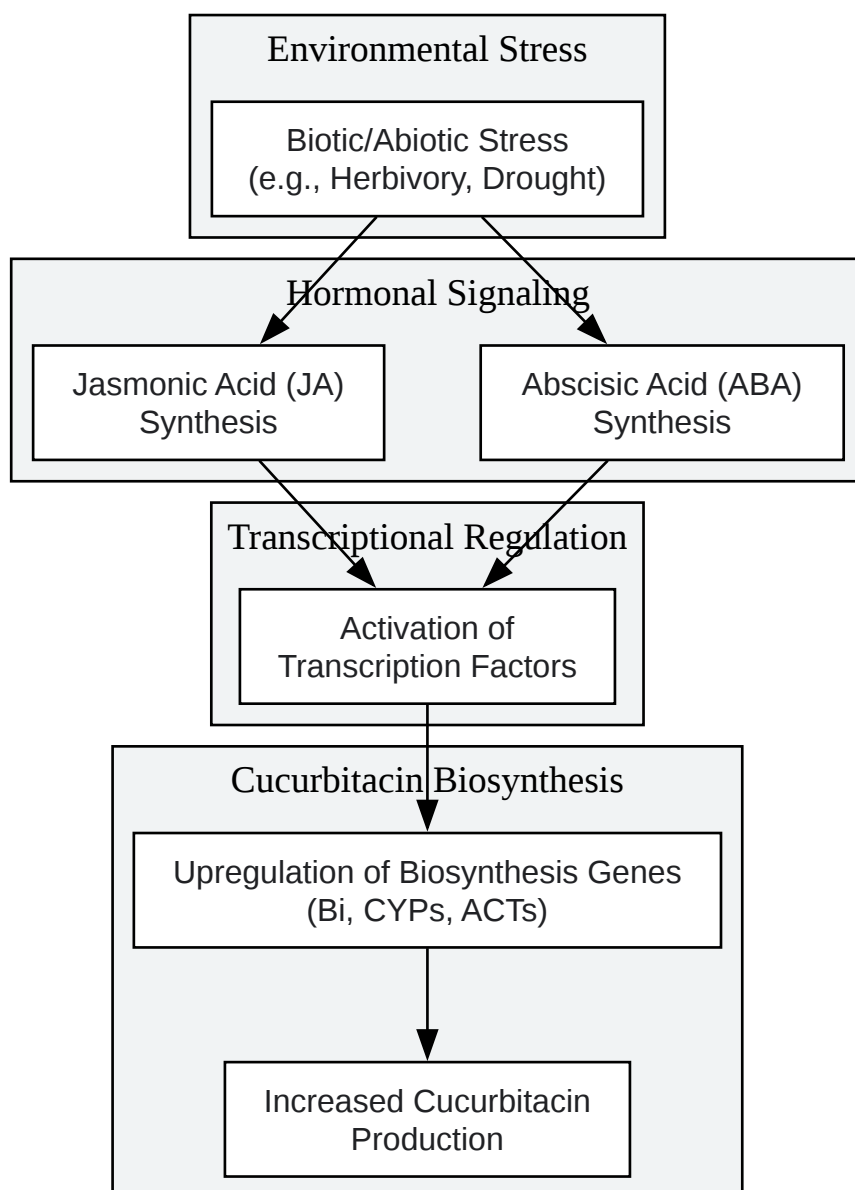 Environmental Stress
Biotic/Abiotic Stress
(e.g., Herbivory, Drought)
Hormonal Signaling
Jasmonic Acid (JA)
Synthesis
Abscisic Acid (ABA)
Synthesis
Transcriptional Regulation
Activation of
Transcription Factors
Cucurbitacin Biosynthesis
Upregulation of Biosynthesis Genes
(Bi, CYPs, ACTs)
Increased Cucurbitacin
Production